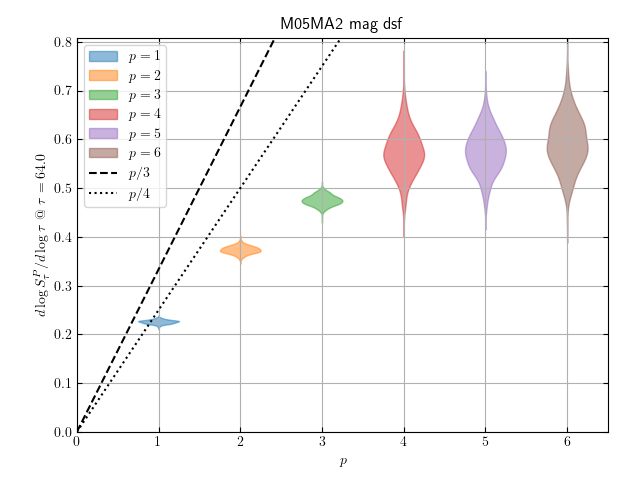 M05MA2 mag dsf
d log S_τ^P / d log τ @ τ = 64.0
0.8
0.7
0.6
0.5
0.4
0.3
0.2
0.1
0.0
p = 1
p = 2
p = 3
p = 4
p = 5
p = 6
p/3
p/4
0 1 2 3 4 5 6
p